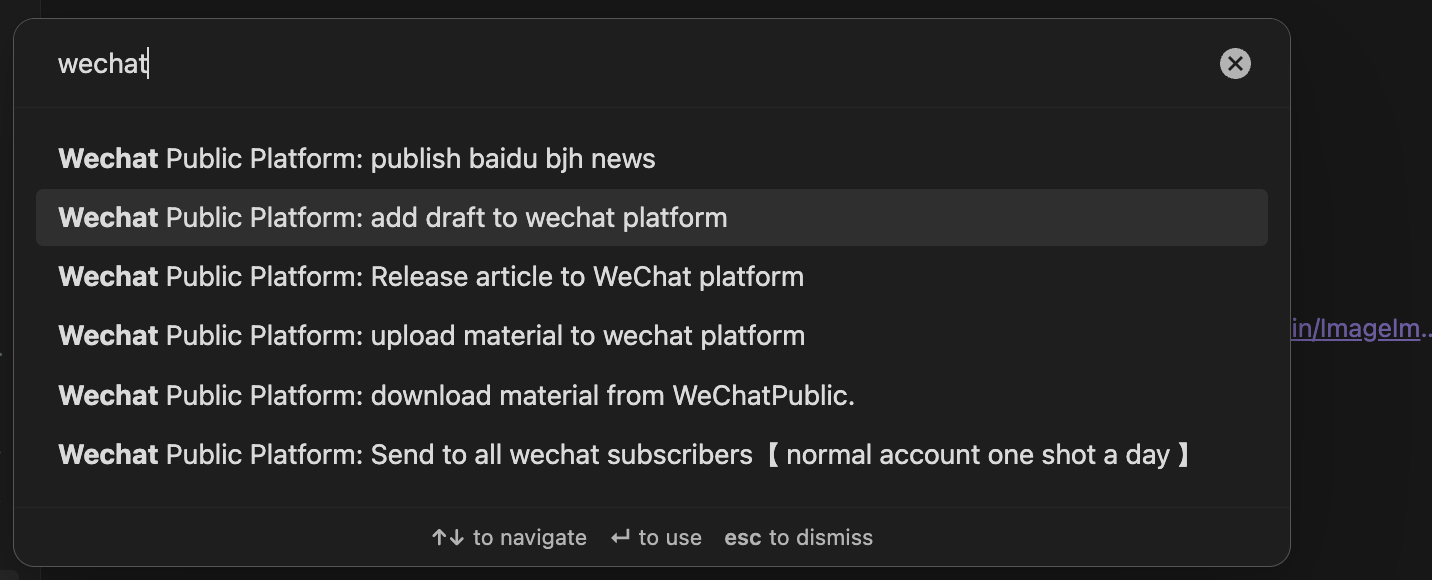 wechat
Wechat Public Platform: publish baidu bjh news
Wechat Public Platform: add draft to wechat platform
Wechat Public Platform: Release article to WeChat platform
Wechat Public Platform: upload material to wechat platform
in/ImageIm..
Wechat Public Platform: download material from WeChatPublic.
Wechat Public Platform: Send to all wechat subscribers【 normal account one shot a day 】
↑↓ to navigate ↵ to use esc to dismiss